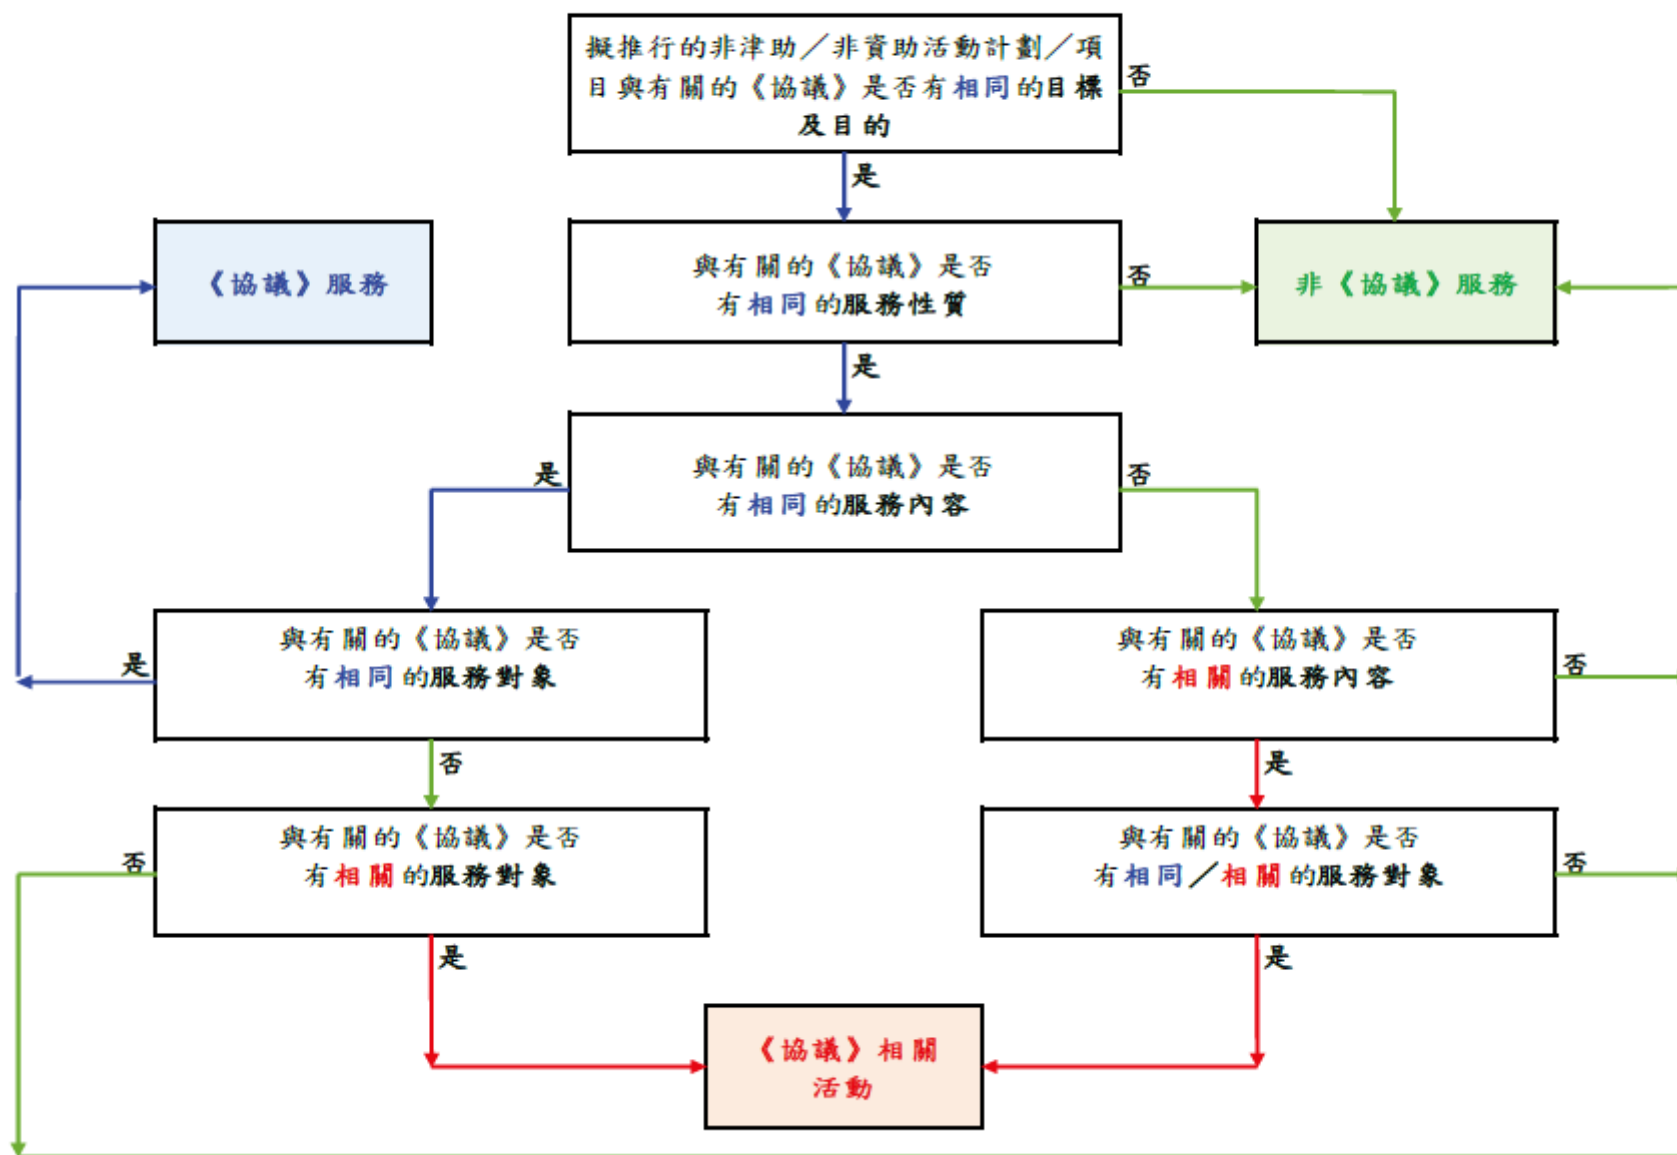 擬推行的非津助／非資助活動計劃／項
目與有關的《協議》是否有相同的目標
及目的
否
是
《協議》服務
與有關的《協議》是否
有相同的服務性質
否
非《協議》服務
是
與有關的《協議》是否
有相同的服務內容
是
否
與有關的《協議》是否
有相同的服務對象
是
與有關的《協議》是否
有相關的服務內容
否
否
是
與有關的《協議》是否
有相關的服務對象
否
與有關的《協議》是否
有相同／相關的服務對象
否
是
是
《協議》相關
活動